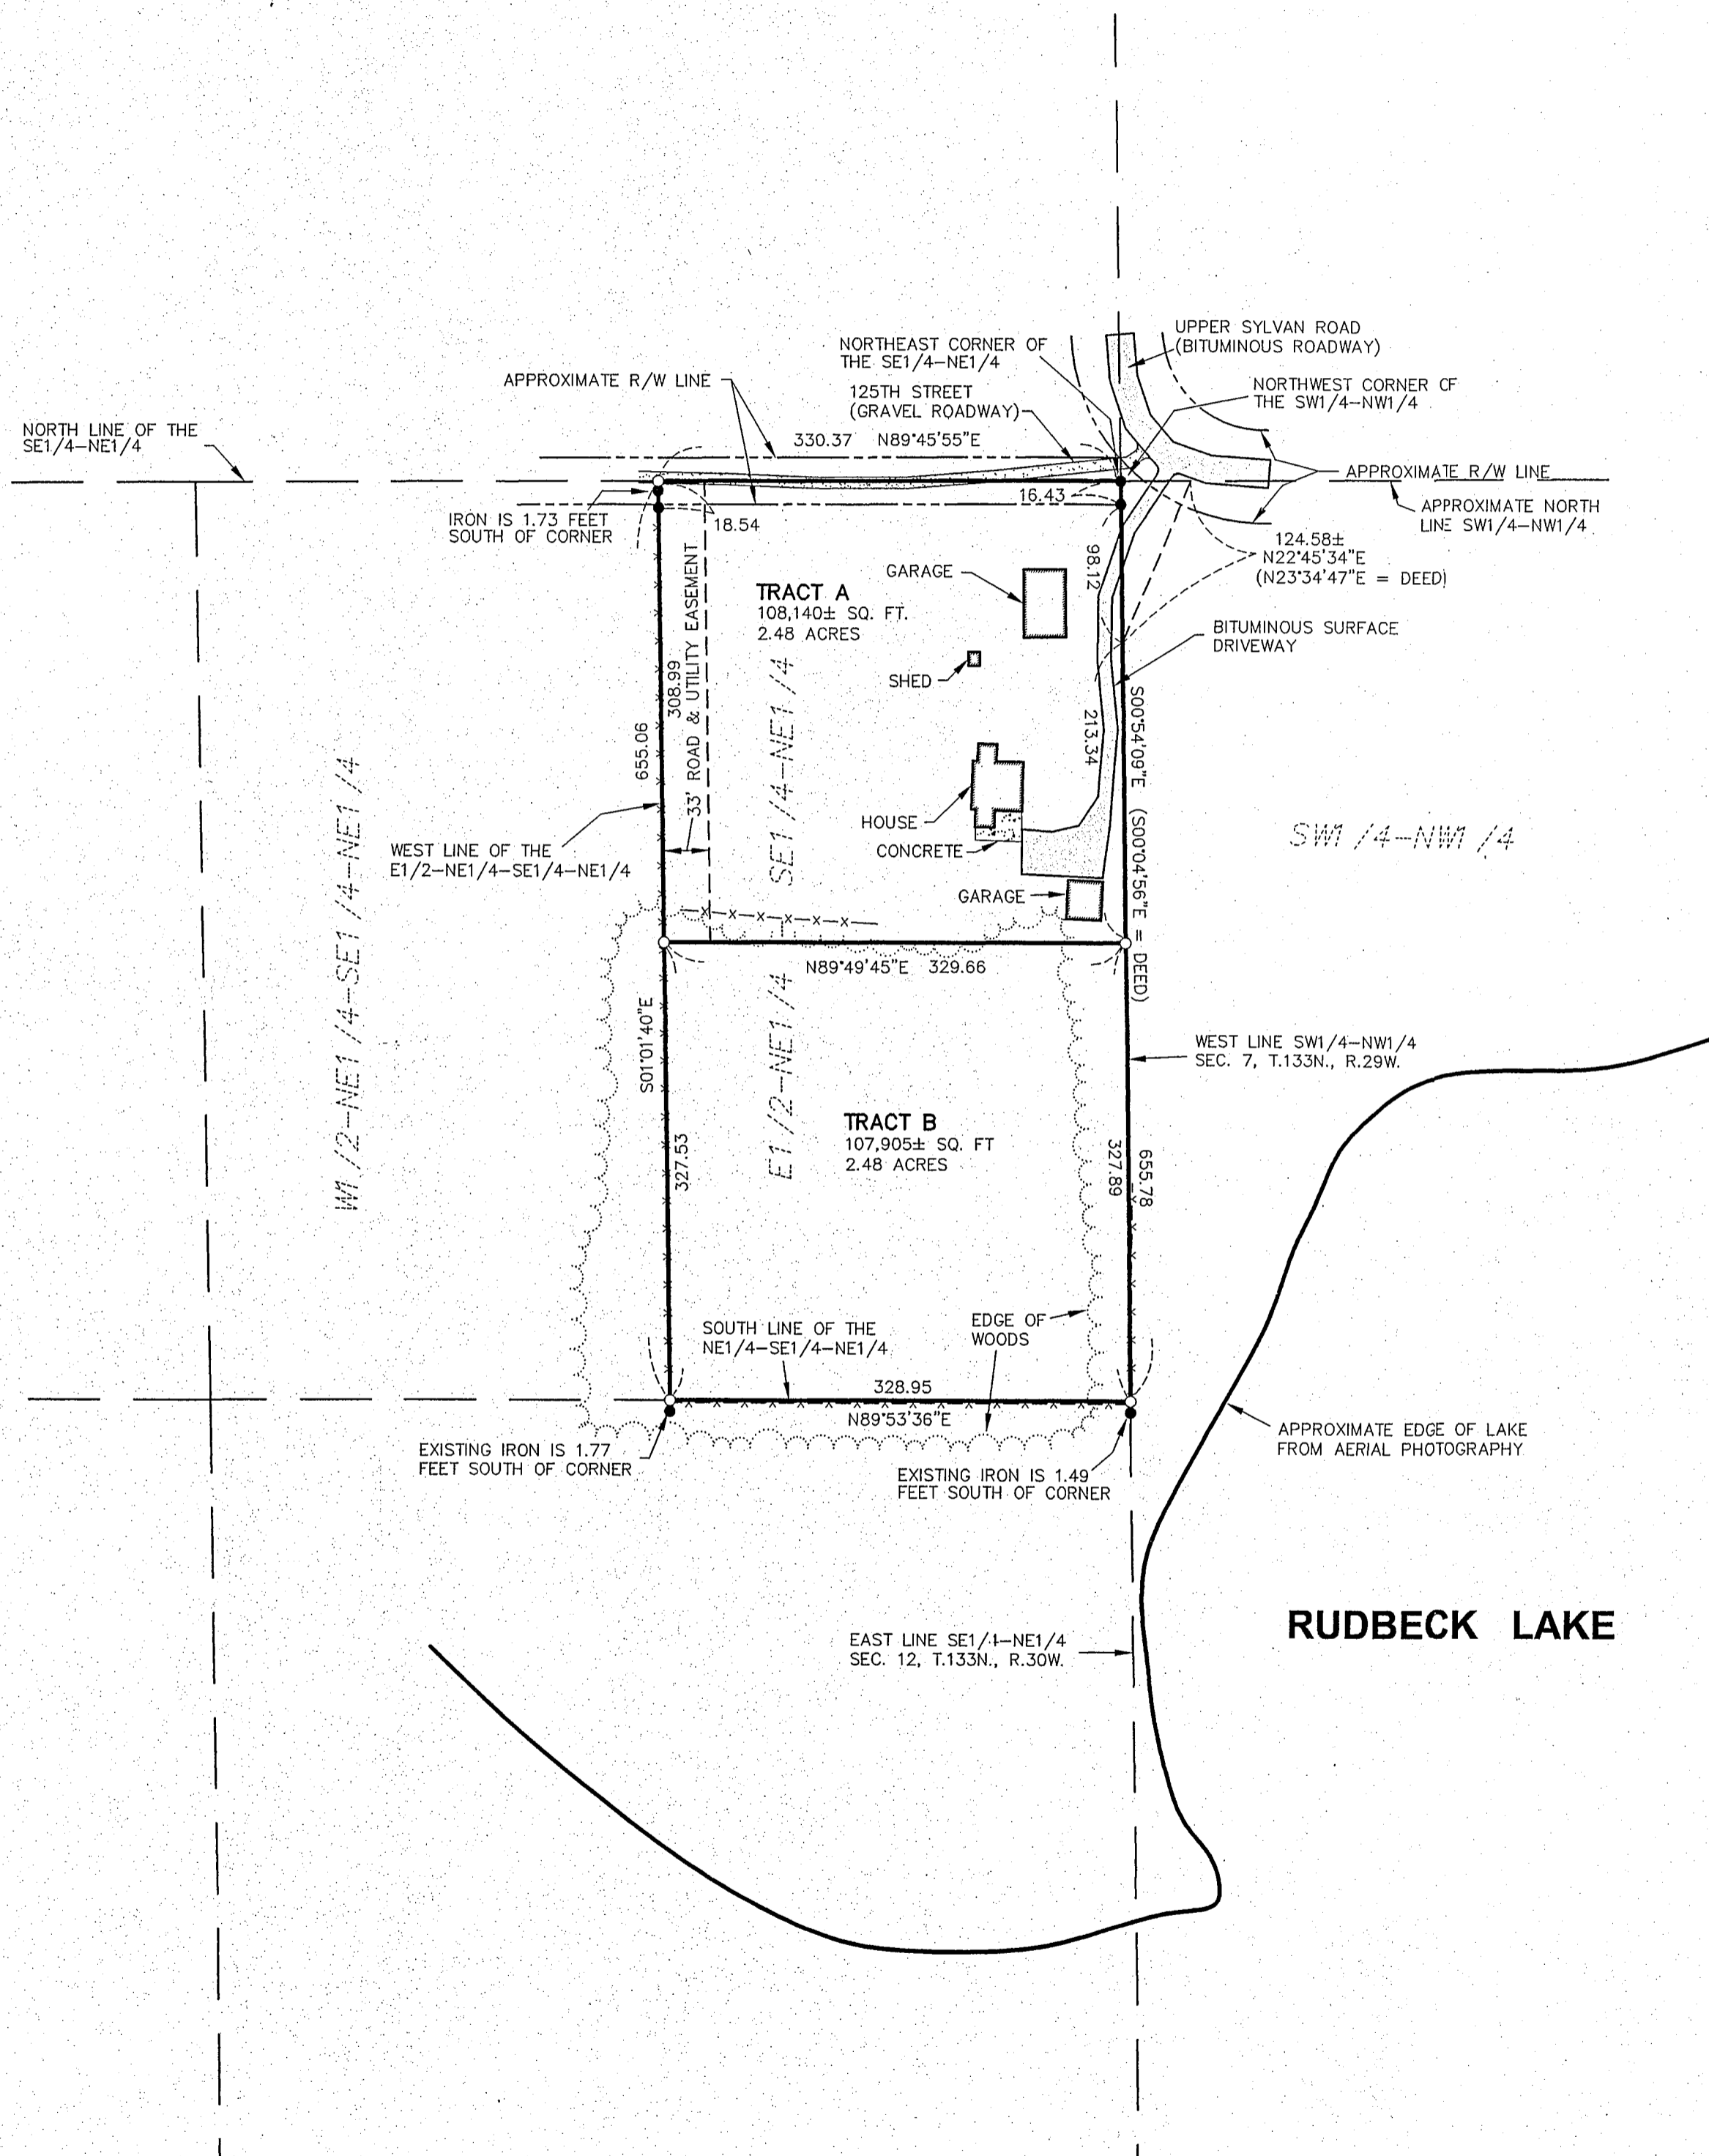 UPPER SYLVAN ROAD
(BITUMINOUS ROADWAY)
NORTHEAST CORNER OF
THE SE1/4-NE1/4
APPROXIMATE R/W LINE
125TH STREET
(GRAVEL ROADWAY)
NORTHWEST CORNER OF
THE SW1/4-NW1/4
NORTH LINE OF THE
SE1/4-NE1/4
330.37 N89°45'55"E
APPROXIMATE R/W LINE
16.43
APPROXIMATE NORTH
LINE SW1/4-NW1/4
IRON IS 1.73 FEET
SOUTH OF CORNER
18.54
124.58±
N22°45'34"E
(N23°34'47"E = DEED)
98.12
GARAGE
TRACT A
108,140± SQ. FT.
2.48 ACRES
BITUMINOUS SURFACE
DRIVEWAY
SHED
308.99
33' ROAD & UTILITY EASEMENT
SE1/4-NE1/4
655.06
213.34
S00°54'09"E (S00°04'56"E = DEED)
HOUSE
CONCRETE
SW1/4-NW1/4
WEST LINE OF THE
E1/2-NE1/4-SE1/4-NE1/4
GARAGE
W1/2-NE1/4-SE1/4-NE1/4
N89°49'45"E 329.66
S01°01'40"E
E1/2-NE1/4
WEST LINE SW1/4-NW1/4
SEC. 7, T.133N., R.29W.
TRACT B
107,905± SQ. FT
2.48 ACRES
327.53
327.89
655.78
SOUTH LINE OF THE
NE1/4-SE1/4-NE1/4
EDGE OF
WOODS
328.95
N89°53'36"E
EXISTING IRON IS 1.77
FEET SOUTH OF CORNER
EXISTING IRON IS 1.49
FEET SOUTH OF CORNER
APPROXIMATE EDGE OF LAKE
FROM AERIAL PHOTOGRAPHY
RUDBECK LAKE
EAST LINE SE1/4-NE1/4
SEC. 12, T.133N., R.30W.